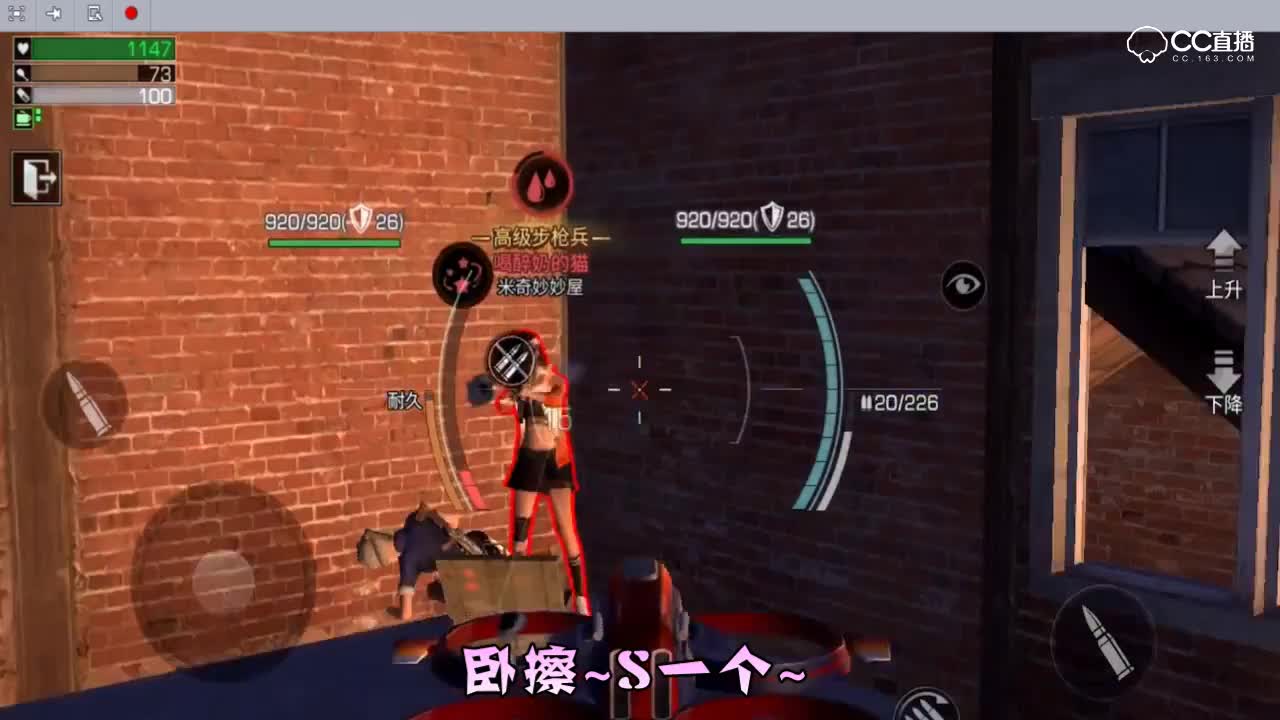 1147
CC直播
CC.163.COM
73
100
920/920(26)
920/920(26)
高级步枪兵
喝醉奶的猫
米奇妙妙屋
上升
耐久
20/226
下降
卧擦~S一个~